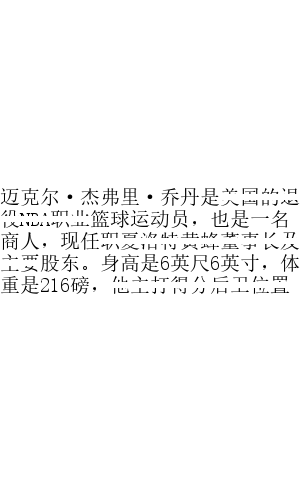 迈克尔·杰弗里·乔丹是美国的退
役NBA职业篮球运动员，也是一名
商人，现任职夏洛特黄蜂董事长及
主要股东。身高是6英尺6英寸，体
重是216磅，他主打得分后卫位置